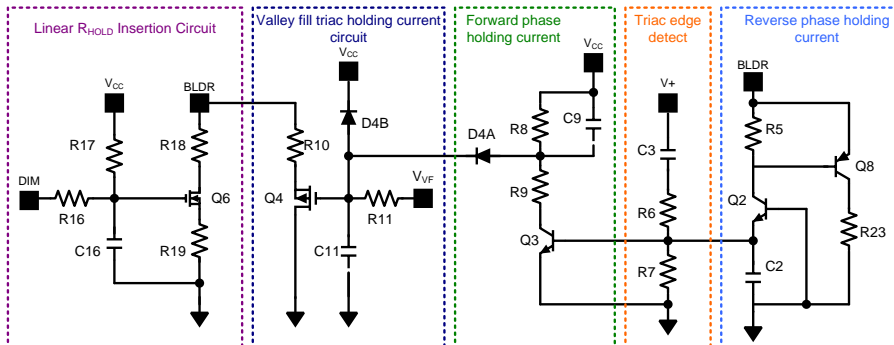 Linear RHOLD Insertion Circuit
Valley fill triac holding current
circuit
Forward phase
holding current
Triac edge
detect
Reverse phase holding
current
VCC
BLDR
VCC
VCC
V+
BLDR
R17
R18
R10
D4B
D4A
R8
C9
C3
R5
Q8
DIM
R16
Q6
Q4
R11
VVF
R9
R6
Q2
R23
C16
R19
C11
Q3
R7
C2